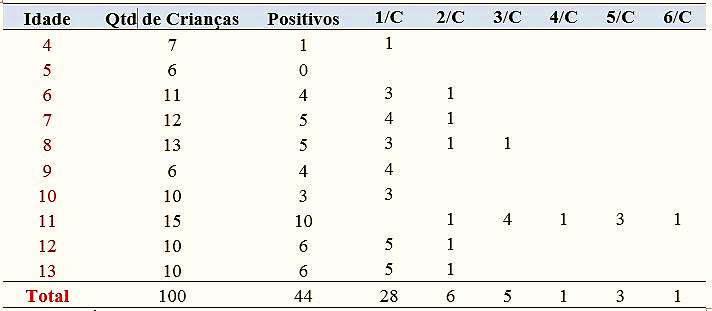 Idade Qtd de Crianças Positivos 1/C 2/C 3/C 4/C 5/C 6/C
4 7 1 1
5 6 0
6 11 4 3 1
7 12 5 4 1
8 13 5 3 1 1
9 6 4 4
10 10 3 3
11 15 10 1 4 1 3 1
12 10 6 5 1
13 10 6 5 1
Total 100 44 28 6 5 1 3 1